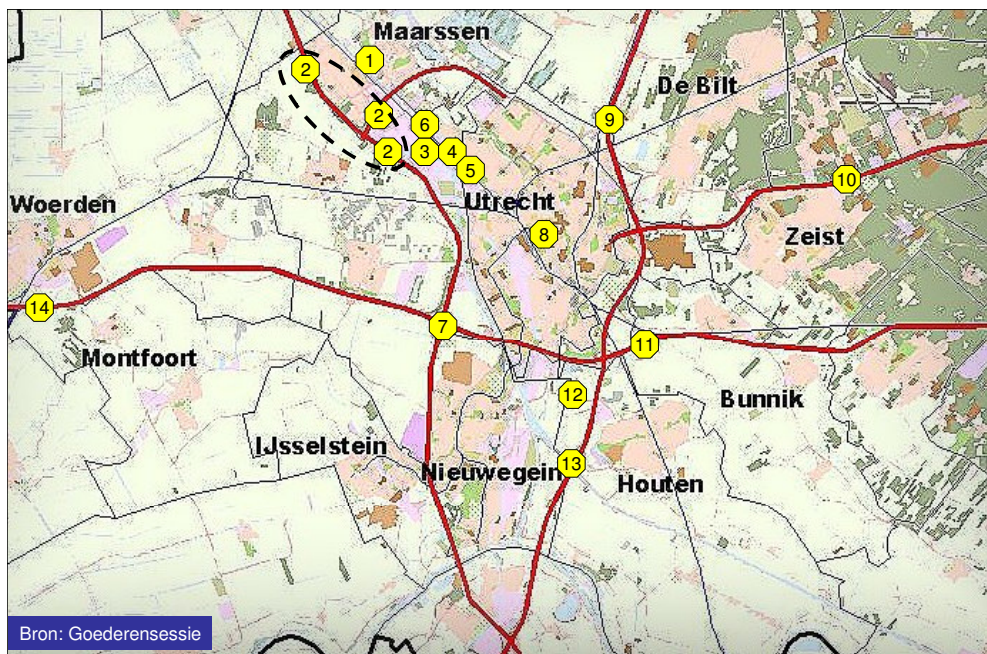 Maarssen
1
2
De Bilt
2
9
6
2
3
4
5
10
Woerden
Utrecht
8
Zeist
14
7
11
Montfoort
12
Bunnik
IJsselstein
Nieuwegein
13
Houten
Bron: Goederensessie